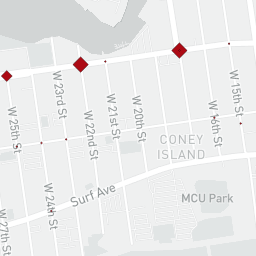 W 25th St
W 23rd St
W 22nd St
W 21st St
W 20th St
W 16th St
W 15th St
CONEY
ISLAND
Surf Ave
MCU Park
W 24th St
W 27th St